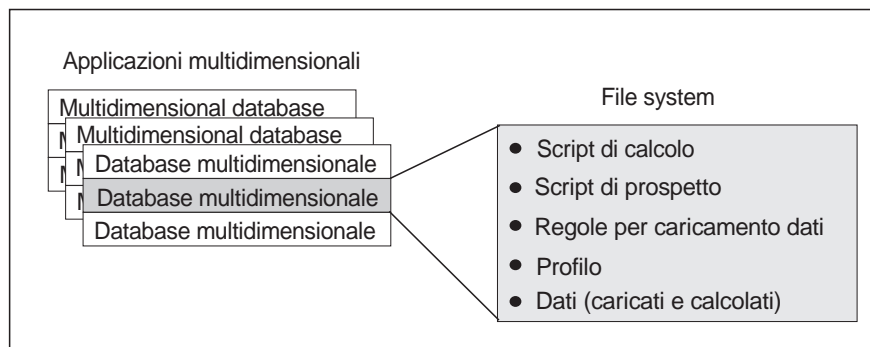 Applicazioni multidimensionali
Multidimensional database
Multidimensional database
Database multidimensionale
Database multidimensionale
Database multidimensionale
File system
Script di calcolo
Script di prospetto
Regole per caricamento dati
Profilo
Dati (caricati e calcolati)